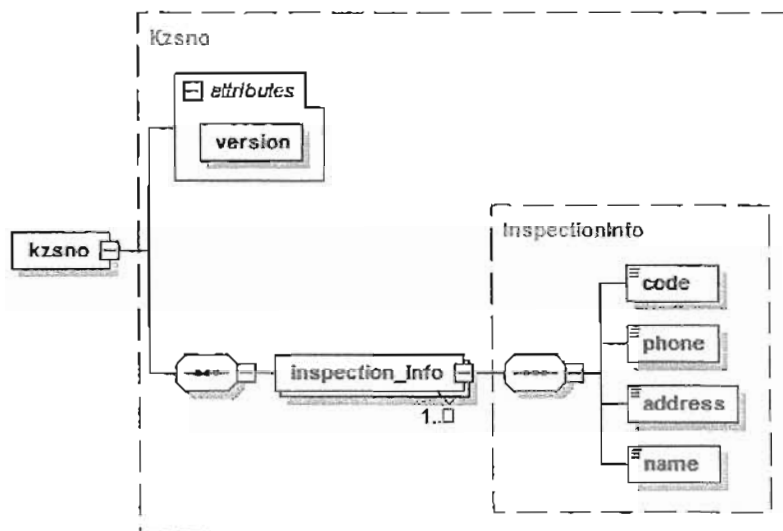 Kzsno
attributes
version
kzsno
InspectionInfo
code
phone
inspection_info
address
1..□
name